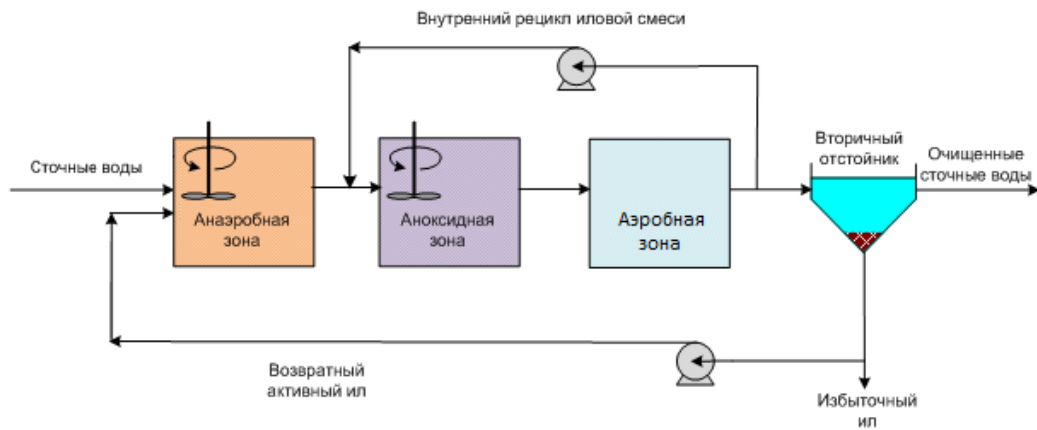 Внутренний рецикл иловой смеси
Сточные воды
Анаэробная
зона
Аноксидная
зона
Аэробная
зона
Вторичный
отстойник
Очищенные
сточные воды
Возвратный
активный ил
Избыточный
ил